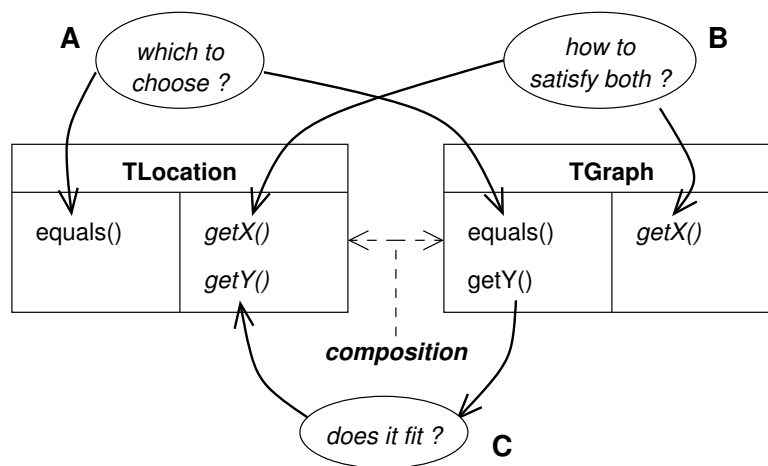 A
which to
choose ?
how to
satisfy both ?
B
TLocation
TGraph
equals()
getX()
equals()
getX()
getY()
getY()
composition
does it fit ?
C